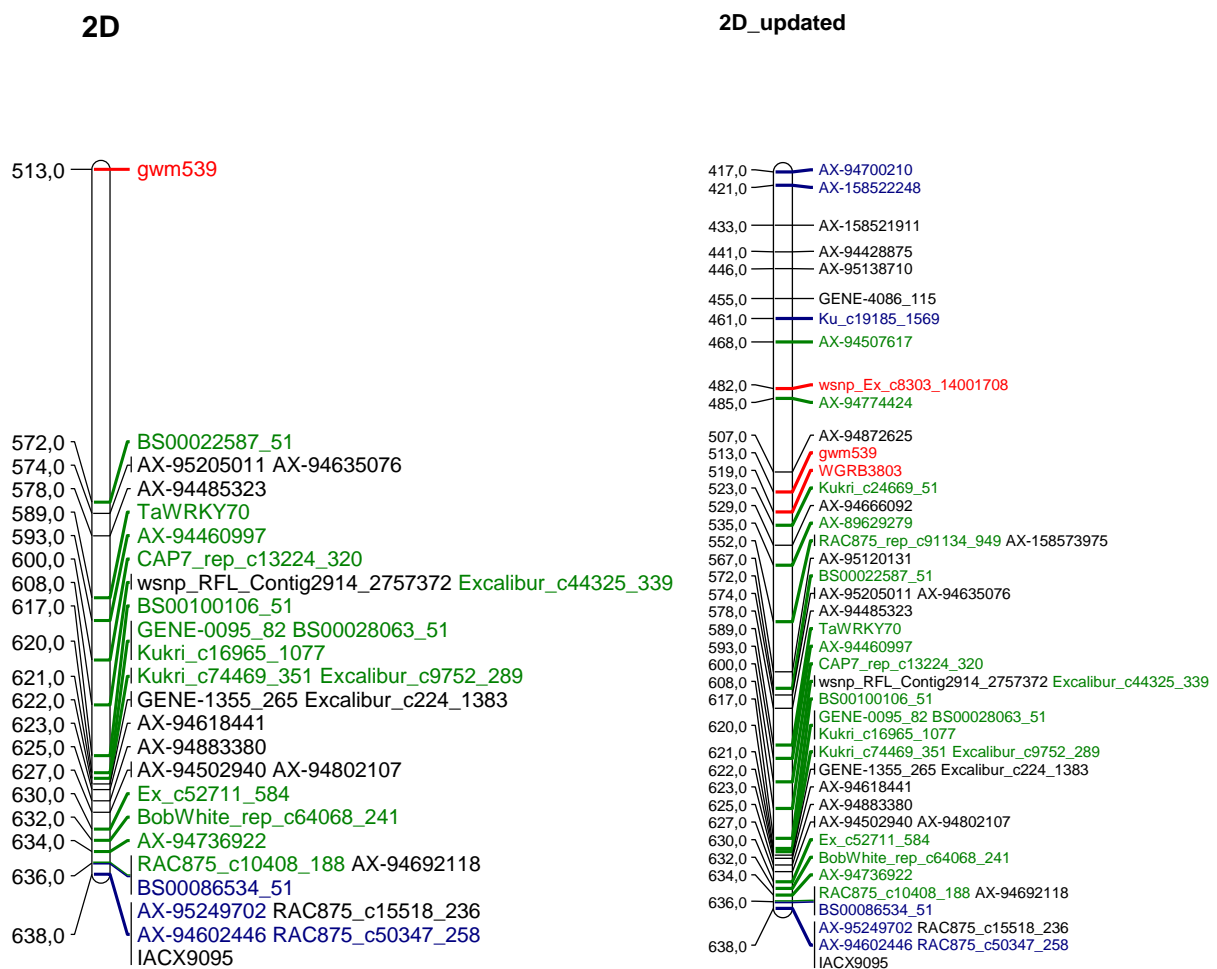 2D
513,0 gwm539
572,0 BS00022587_51
574,0 AX-95205011 AX-94635076
578,0 AX-94485323
589,0 TaWRKY70
593,0 AX-94460997
600,0 CAP7_rep_c13224_320
608,0 wsnp_RFL_Contig2914_2757372 Excalibur_c44325_339
617,0 BS00100106_51
GENE-0095_82 BS00028063_51
620,0
Kukri_c16965_1077
621,0 Kukri_c74469_351 Excalibur_c9752_289
622,0 GENE-1355_265 Excalibur_c224_1383
623,0 AX-94618441
625,0 AX-94883380
627,0 AX-94502940 AX-94802107
630,0 Ex_c52711_584
632,0 BobWhite_rep_c64068_241
634,0 AX-94736922
RAC875_c10408_188 AX-94692118
636,0
BS00086534_51
AX-95249702 RAC875_c15518_236
638,0 AX-94602446 RAC875_c50347_258
IACX9095
2D_updated
417,0 AX-94700210
421,0 AX-158522248
433,0 AX-158521911
441,0 AX-94428875
446,0 AX-95138710
455,0 GENE-4086_115
461,0 Ku_c19185_1569
468,0 AX-94507617
482,0 wsnp_Ex_c8303_14001708
485,0 AX-94774424
507,0 AX-94872625
513,0 gwm539
519,0 WGRB3803
523,0 Kukri_c24669_51
529,0 AX-94666092
535,0 AX-89629279
552,0 RAC875_rep_c91134_949 AX-158573975
567,0 AX-95120131
572,0 BS00022587_51
574,0 AX-95205011 AX-94635076
578,0 AX-94485323
589,0 TaWRKY70
593,0 AX-94460997
600,0 CAP7_rep_c13224_320
608,0 wsnp_RFL_Contig2914_2757372 Excalibur_c44325_339
617,0 BS00100106_51
GENE-0095_82 BS00028063_51
620,0
Kukri_c16965_1077
621,0 Kukri_c74469_351 Excalibur_c9752_289
622,0 GENE-1355_265 Excalibur_c224_1383
623,0 AX-94618441
625,0 AX-94883380
627,0 AX-94502940 AX-94802107
630,0 Ex_c52711_584
632,0 BobWhite_rep_c64068_241
634,0 AX-94736922
RAC875_c10408_188 AX-94692118
636,0
BS00086534_51
AX-95249702 RAC875_c15518_236
638,0 AX-94602446 RAC875_c50347_258
IACX9095